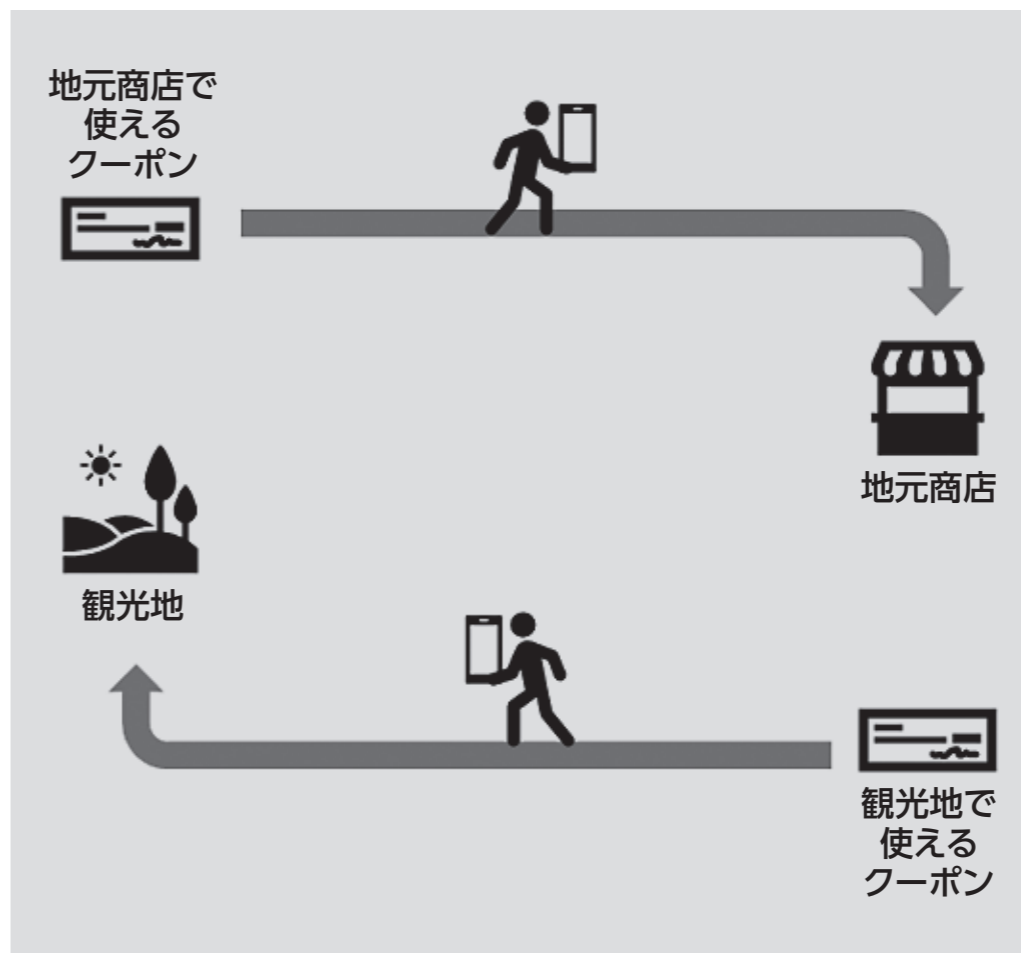 地元商店で
使える
クーポン
地元商店
観光地
観光地で
使える
クーポン